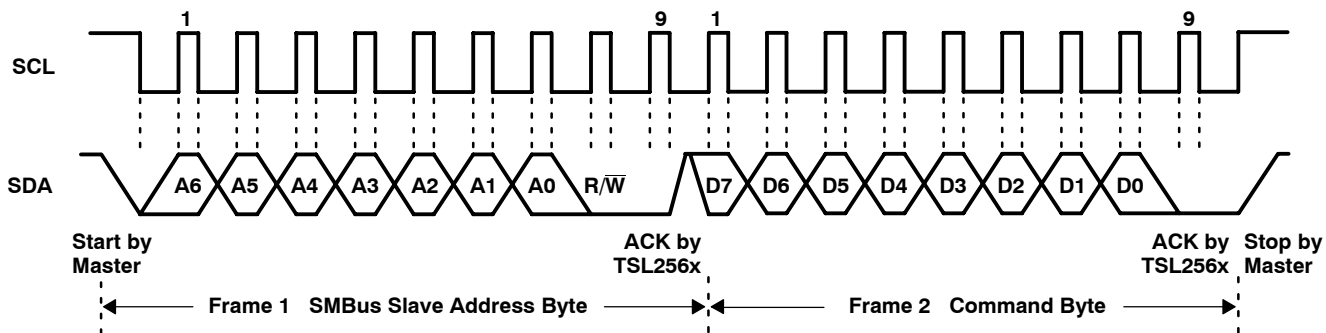 1 9 1 9
SCL
SDA A6 A5 A4 A3 A2 A1 A0 R/W̅ D7 D6 D5 D4 D3 D2 D1 D0
Start by Master
ACK by TSL256x
ACK by TSL256x
Stop by Master
Frame 1 SMBus Slave Address Byte Frame 2 Command Byte